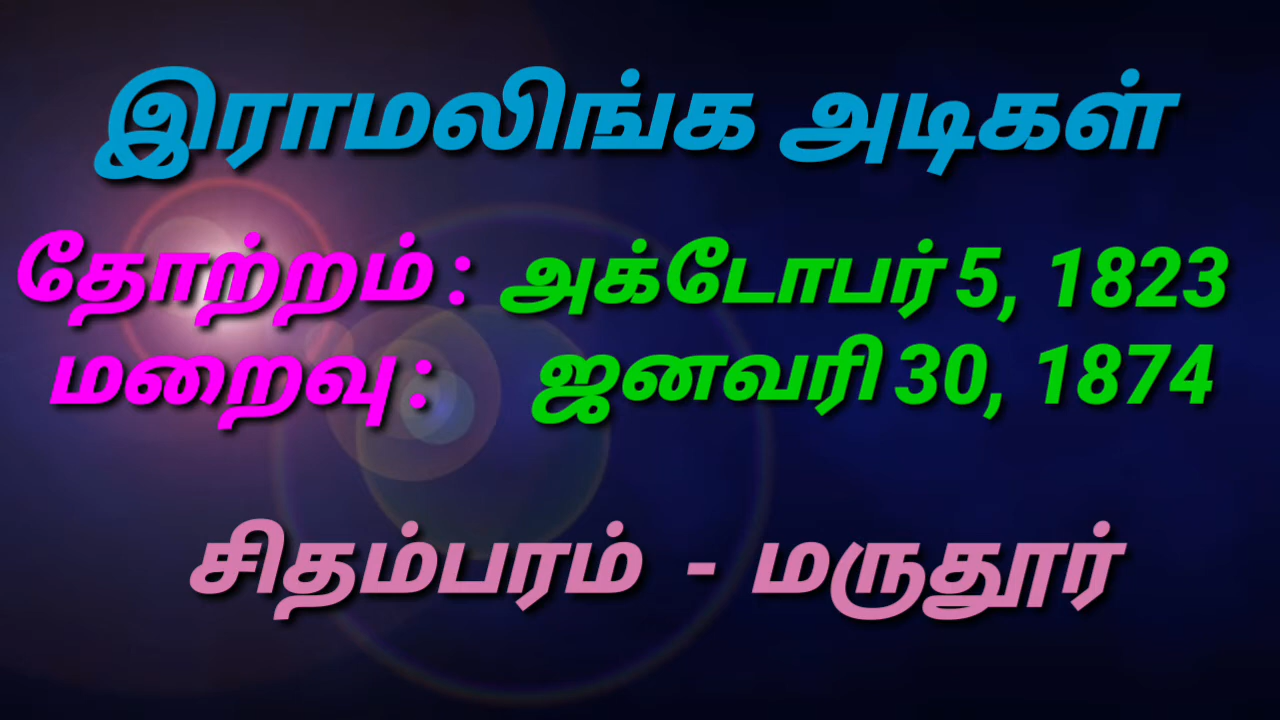 இராமலிங்க அடிகள்
தோற்றம் : அக்டோபர் 5, 1823
மறைவு : ஜனவரி 30, 1874
சிதம்பரம் - மருதூர்